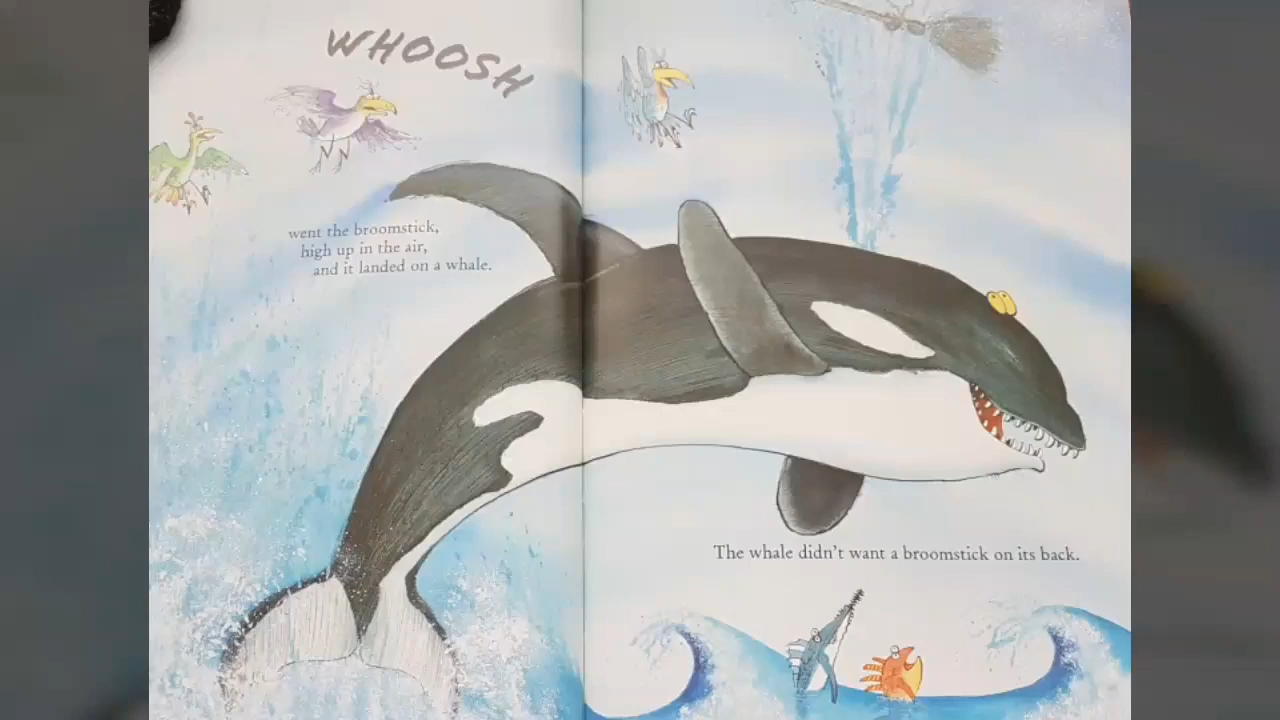 WHOOSH
went the broomstick,
high up in the air,
and it landed on a whale.
The whale didn't want a broomstick on its back.